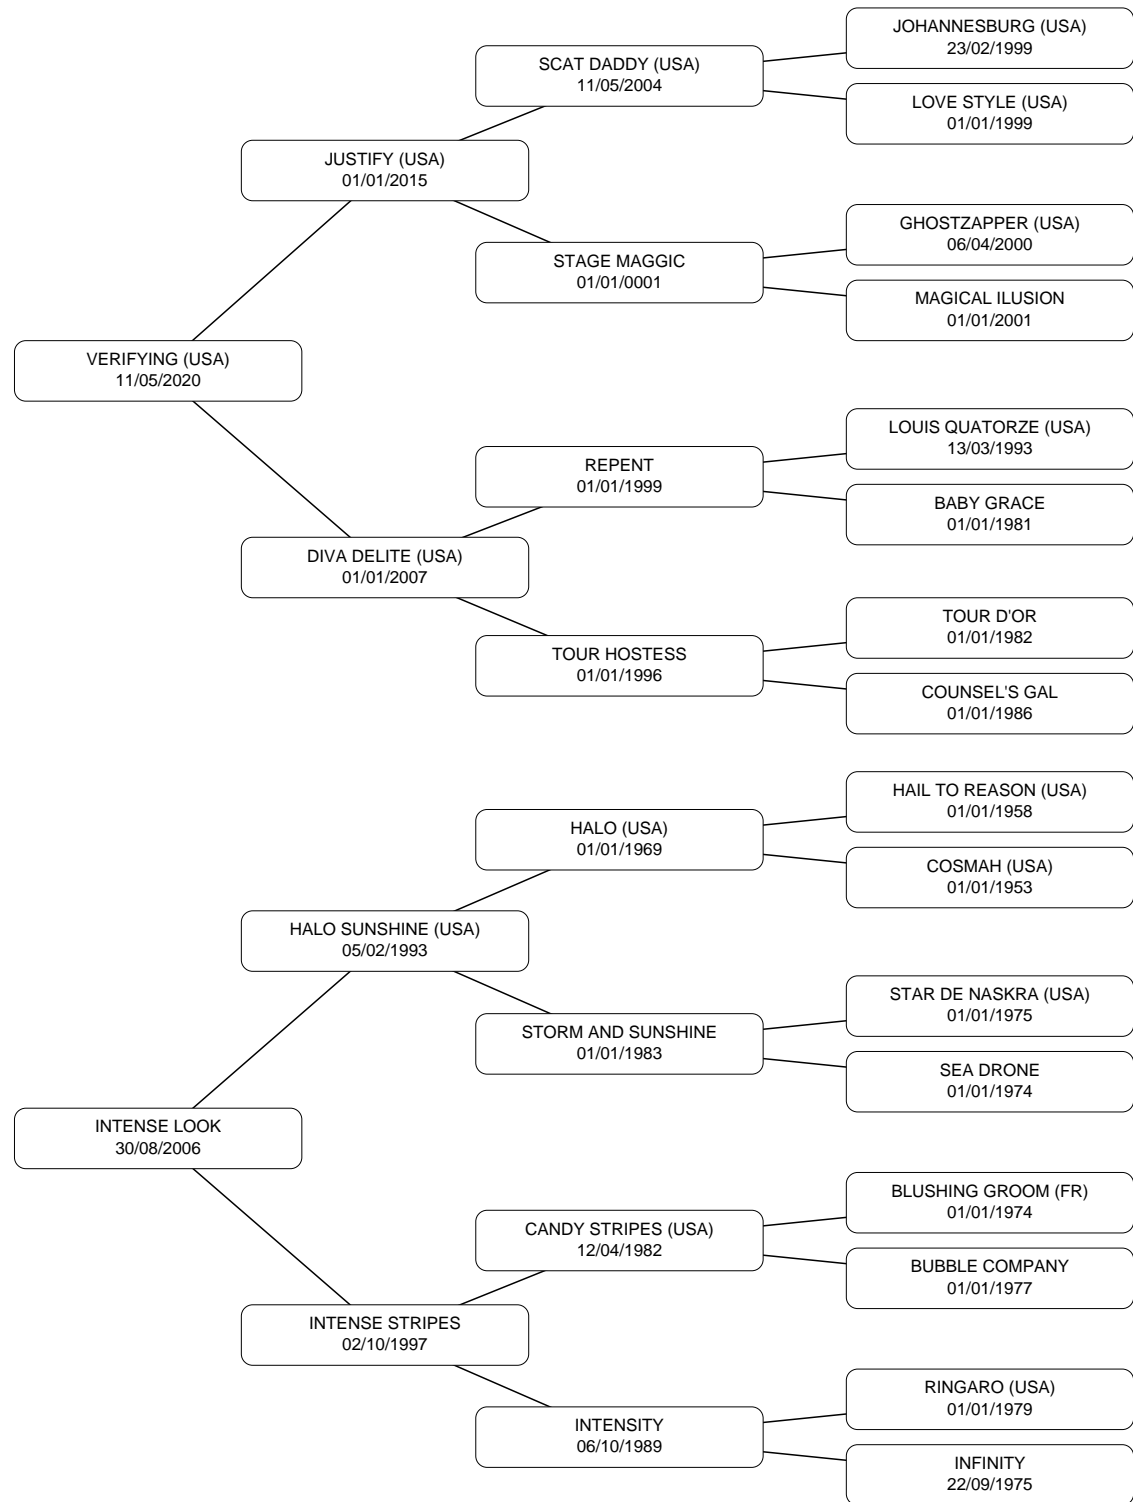 JOHANNESBURG (USA)
23/02/1999
SCAT DADDY (USA)
11/05/2004
LOVE STYLE (USA)
01/01/1999
JUSTIFY (USA)
01/01/2015
GHOSTZAPPER (USA)
06/04/2000
STAGE MAGGIC
01/01/0001
MAGICAL ILUSION
01/01/2001
VERIFYING (USA)
11/05/2020
LOUIS QUATORZE (USA)
13/03/1993
REPENT
01/01/1999
BABY GRACE
01/01/1981
DIVA DELITE (USA)
01/01/2007
TOUR D'OR
01/01/1982
TOUR HOSTESS
01/01/1996
COUNSEL'S GAL
01/01/1986
HAIL TO REASON (USA)
01/01/1958
HALO (USA)
01/01/1969
COSMAH (USA)
01/01/1953
HALO SUNSHINE (USA)
05/02/1993
STAR DE NASKRA (USA)
01/01/1975
STORM AND SUNSHINE
01/01/1983
SEA DRONE
01/01/1974
INTENSE LOOK
30/08/2006
BLUSHING GROOM (FR)
01/01/1974
CANDY STRIPES (USA)
12/04/1982
BUBBLE COMPANY
01/01/1977
INTENSE STRIPES
02/10/1997
RINGARO (USA)
01/01/1979
INTENSITY
06/10/1989
INFINITY
22/09/1975